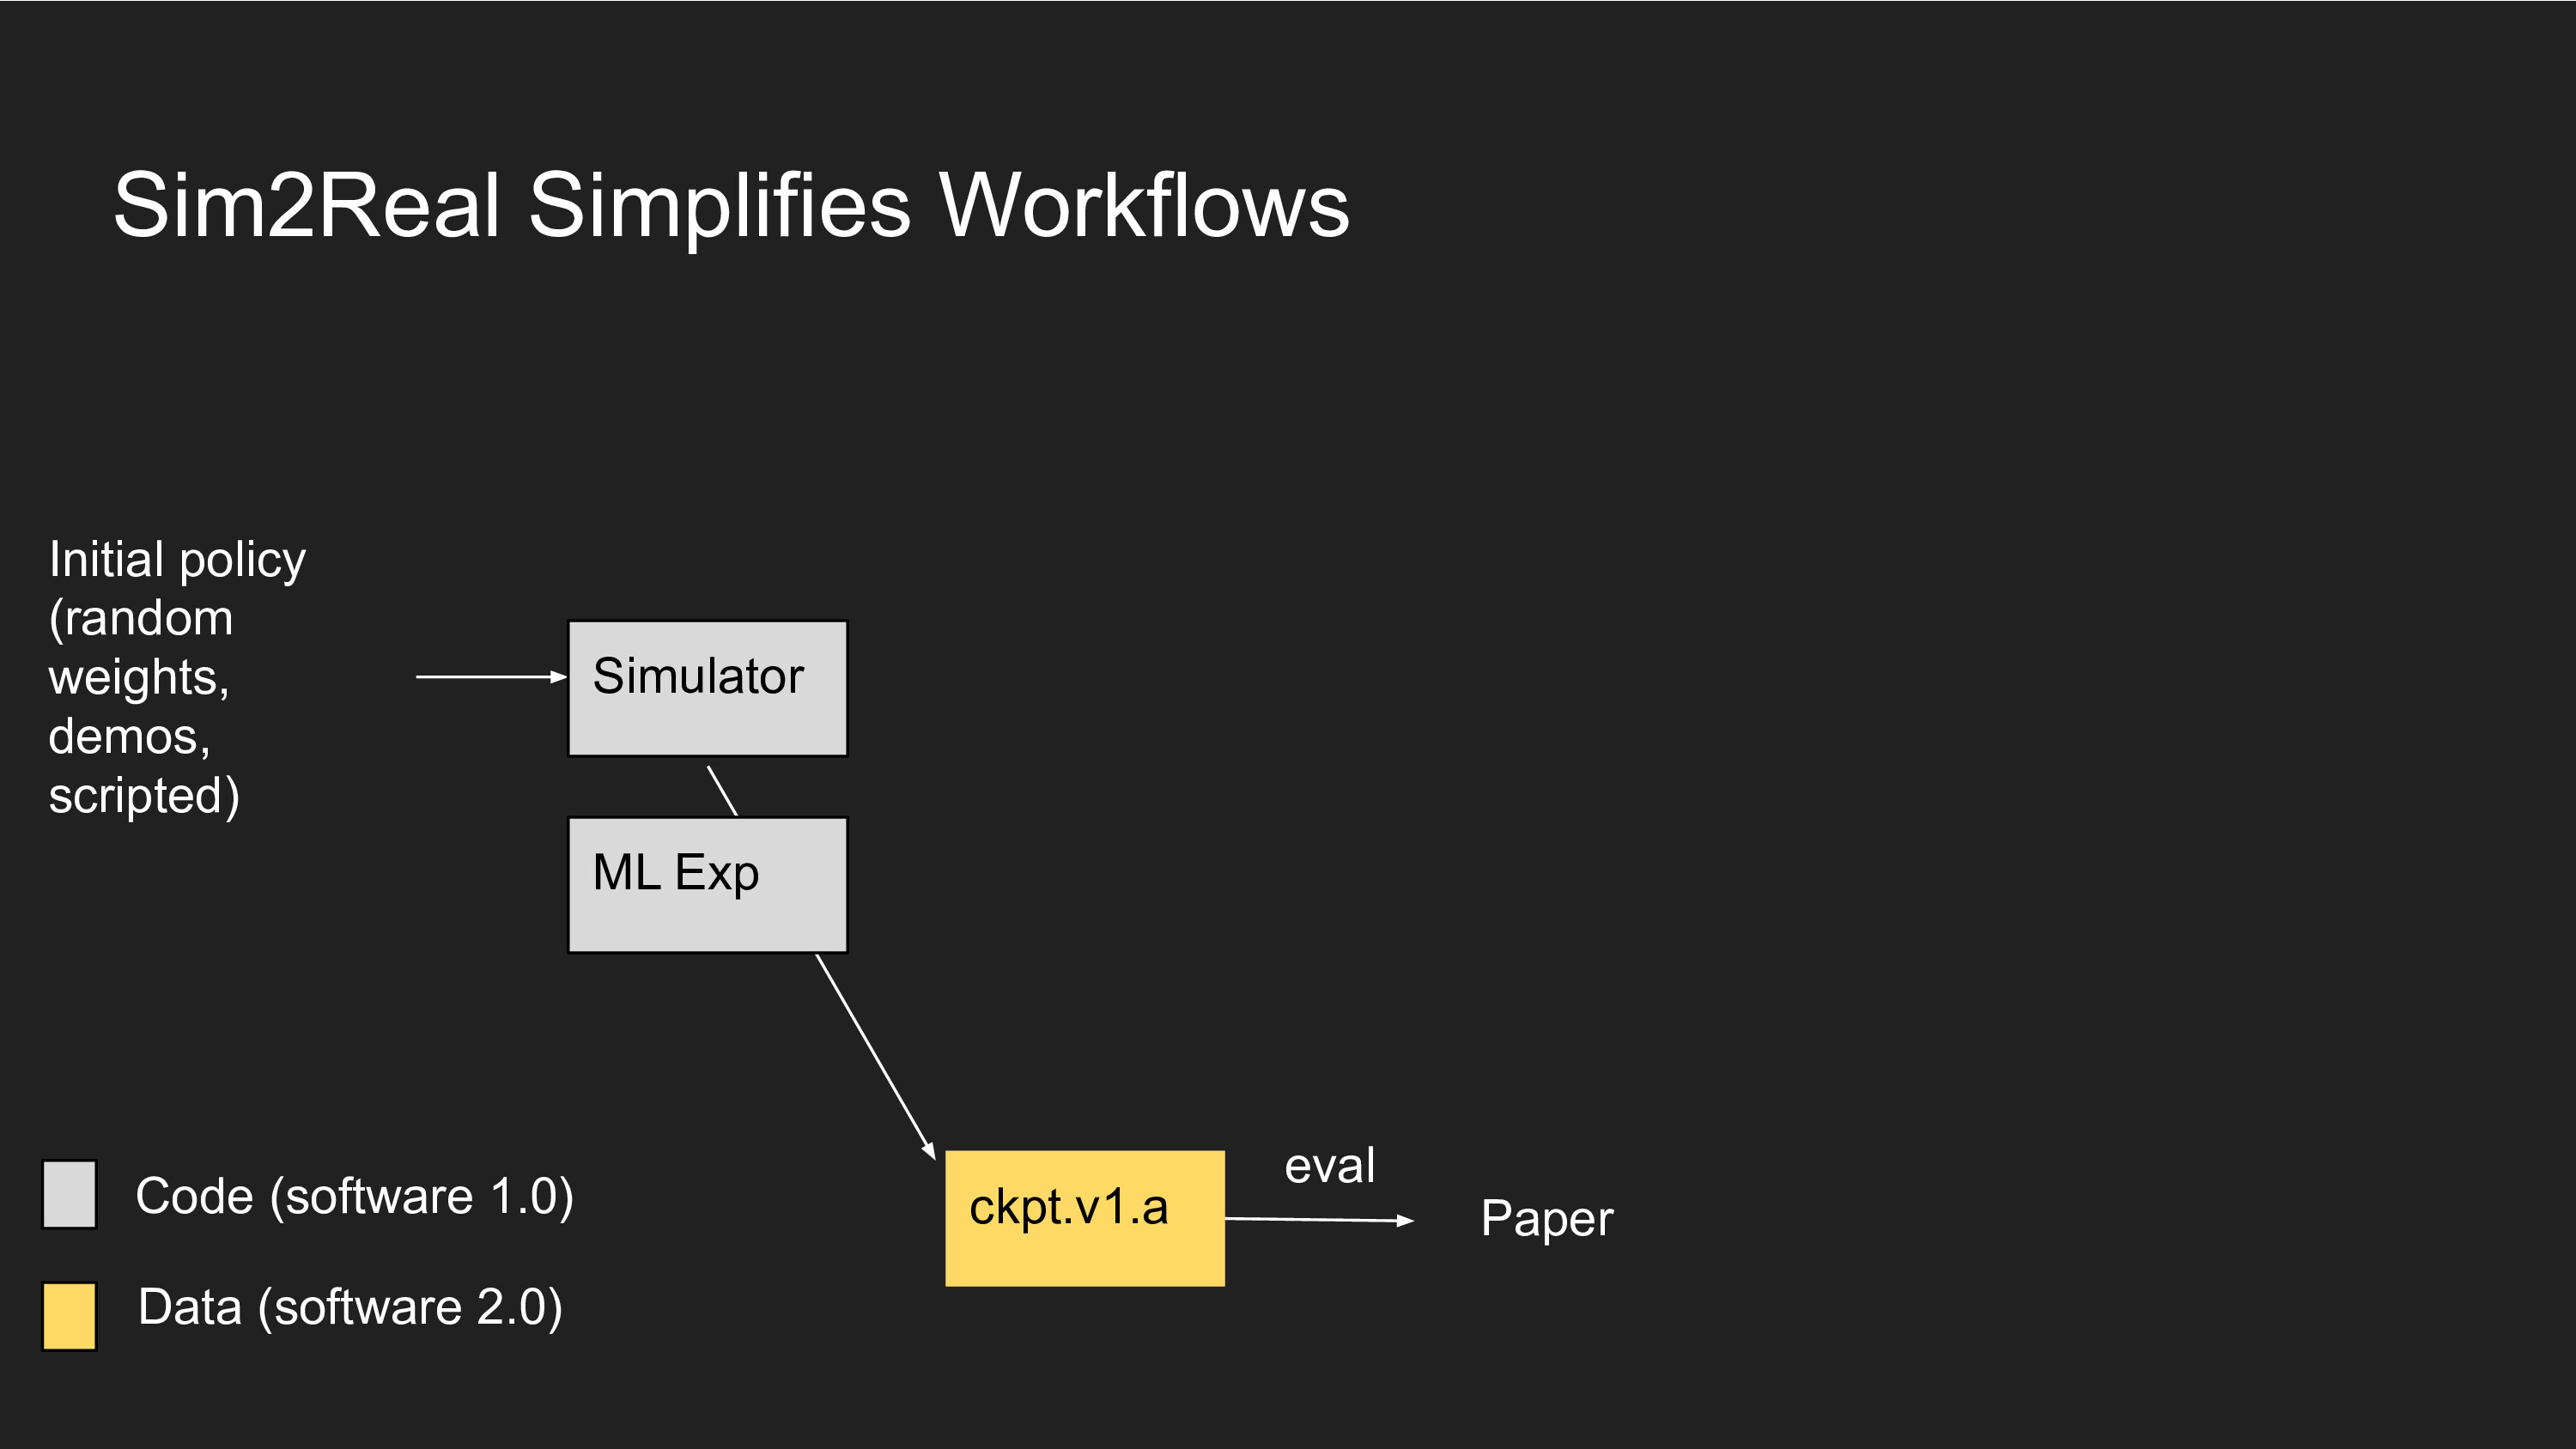 Sim2Real Simplifies Workflows
Initial policy
(random
weights,
demos,
scripted)
Simulator
ML Exp
ckpt.v1.a
eval
Paper
Code (software 1.0)
Data (software 2.0)